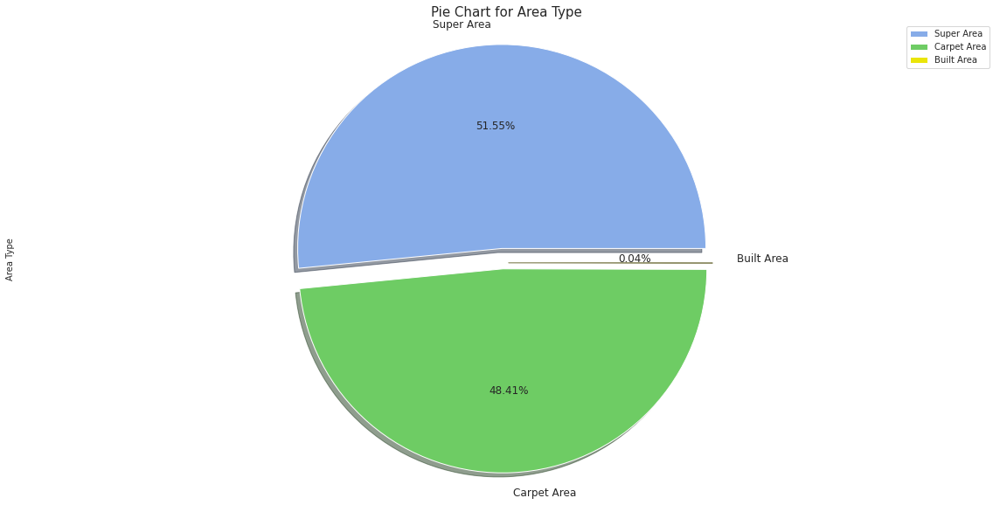 Pie Chart for Area Type
Super Area
Super Area
Carpet Area
Built Area
51.55%
Area Type
0.04%
Built Area
48.41%
Carpet Area